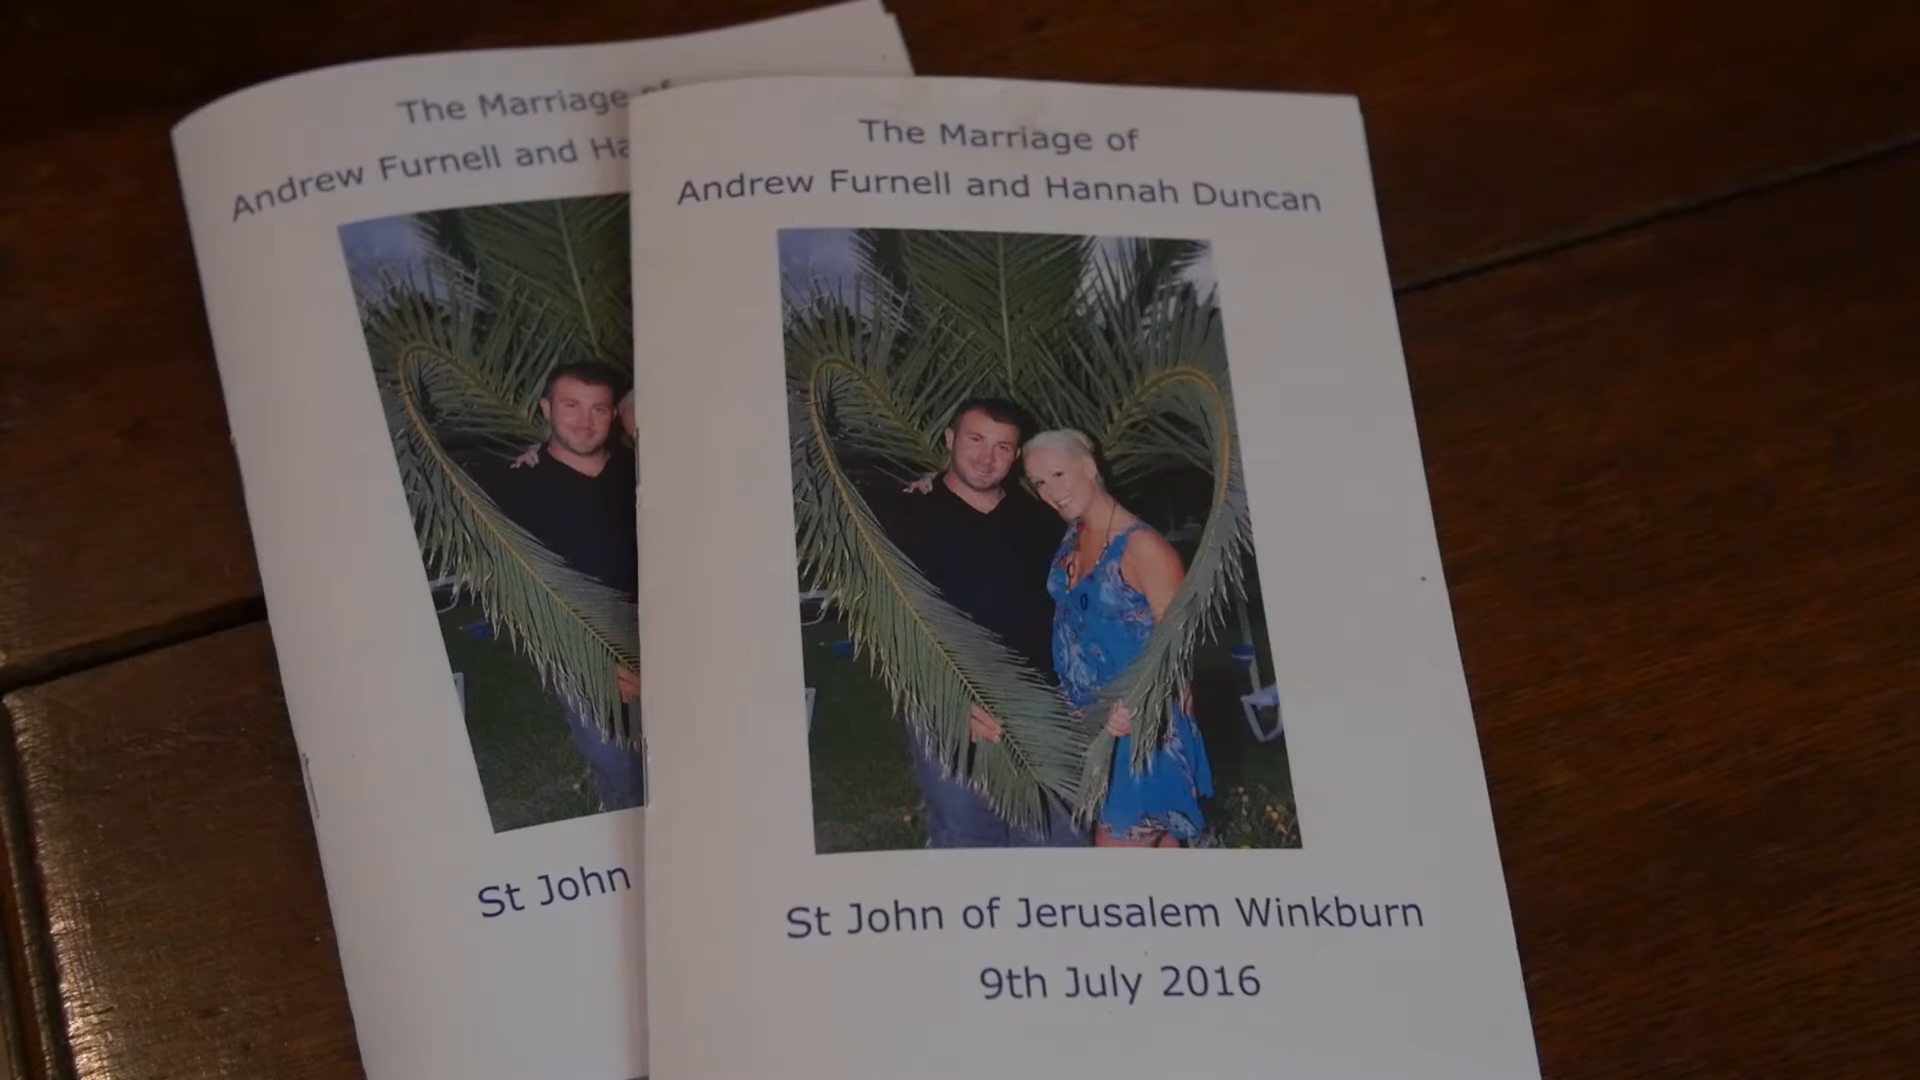 The Marriage of
Andrew Furnell and Ha
St John
The Marriage of
Andrew Furnell and Hannah Duncan
St John of Jerusalem Winkburn
9th July 2016